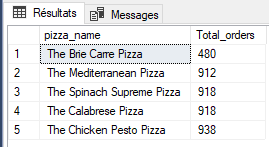 Résultats Messages
pizza_name Total_orders
1 The Brie Carre Pizza 480
2 The Mediterranean Pizza 912
3 The Spinach Supreme Pizza 918
4 The Calabrese Pizza 918
5 The Chicken Pesto Pizza 938